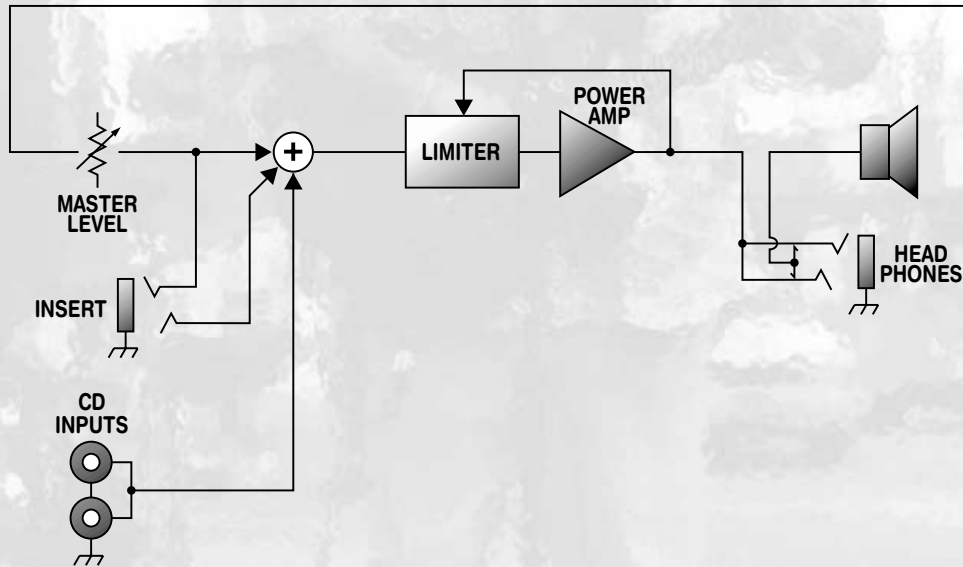 POWER
AMP
LIMITER
MASTER
LEVEL
HEAD
PHONES
INSERT
CD
INPUTS